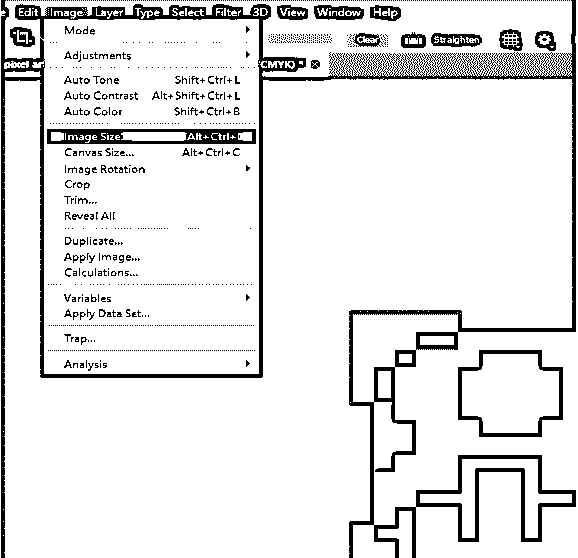 Edit Image Layer Type Select Filter 3D View Window Help
Clear Straighten
pixel ar
CMYK) *
Mode
Adjustments
Auto Tone Shift+Ctrl+L
Auto Contrast Alt+Shift+Ctrl+L
Auto Color Shift+Ctrl+B
Image Size... Alt+Ctrl+I
Canvas Size... Alt+Ctrl+C
Image Rotation
Crop
Trim...
Reveal All
Duplicate...
Apply Image...
Calculations...
Variables
Apply Data Set...
Trap...
Analysis